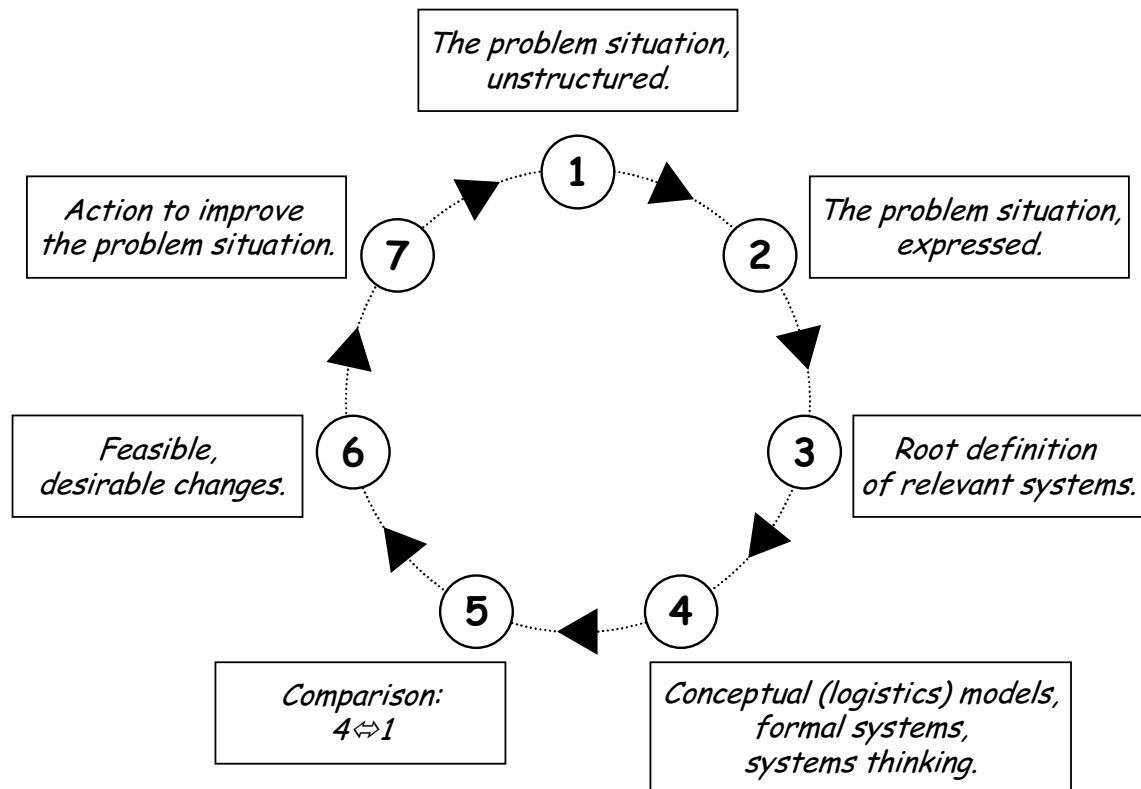 The problem situation,
unstructured.
1
2
The problem situation,
expressed.
3
Root definition
of relevant systems.
4
Conceptual (logistics) models,
formal systems,
systems thinking.
5
Comparison:
4⇔1
6
Feasible,
desirable changes.
7
Action to improve
the problem situation.